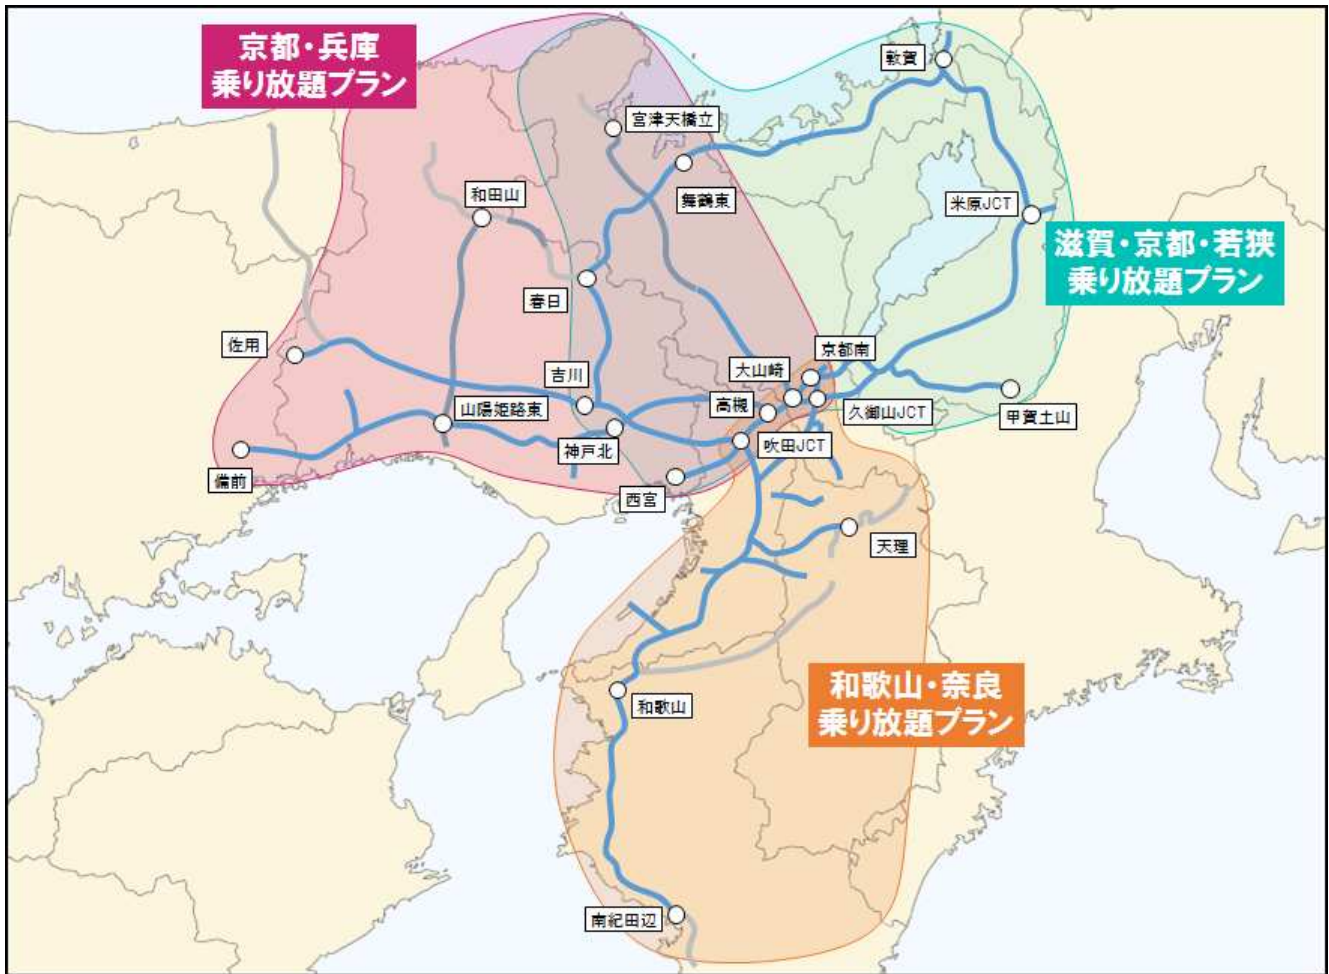 京都・兵庫
乗り放題プラン
敦賀
宮津天橋立
舞鶴東
和田山
米原JCT
滋賀・京都・若狭
乗り放題プラン
春日
佐用
京都南
大山崎
吉川
高槻
山陽姫路東
久御山JCT
甲賀土山
神戸北
吹田JCT
備前
西宮
天理
和歌山・奈良
乗り放題プラン
和歌山
南紀田辺